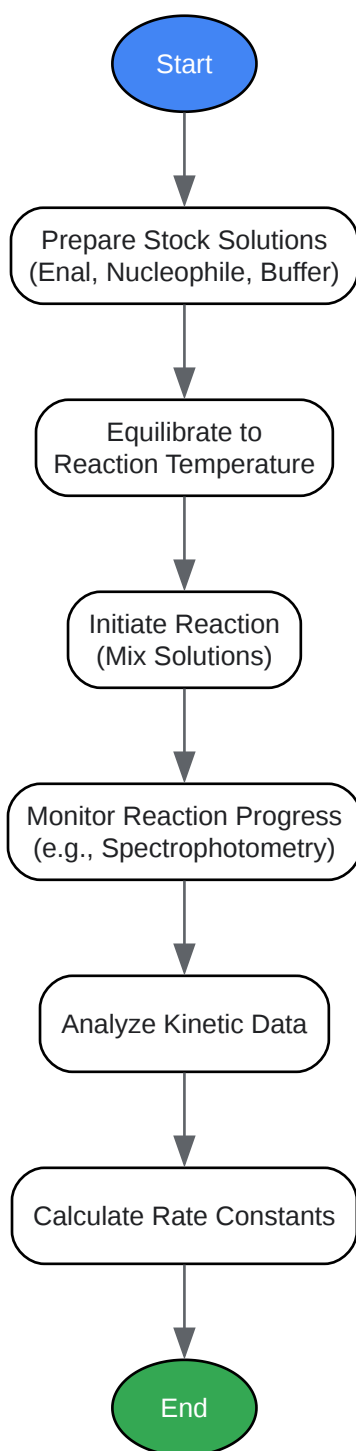 Start
Prepare Stock Solutions
(Enal, Nucleophile, Buffer)
Equilibrate to
Reaction Temperature
Initiate Reaction
(Mix Solutions)
Monitor Reaction Progress
(e.g., Spectrophotometry)
Analyze Kinetic Data
Calculate Rate Constants
End